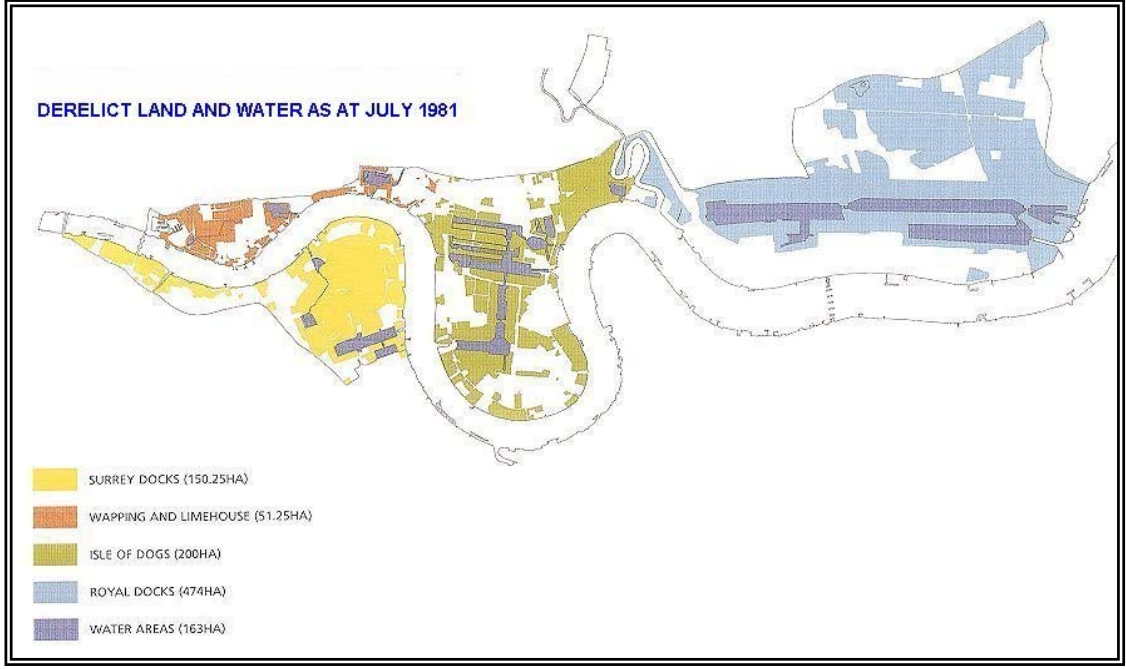 DERELICT LAND AND WATER AS AT JULY 1981
SURREY DOCKS (150.25HA)
WAPPING AND LIMEHOUSE (51.25HA)
ISLE OF DOGS (200HA)
ROYAL DOCKS (474HA)
WATER AREAS (163HA)